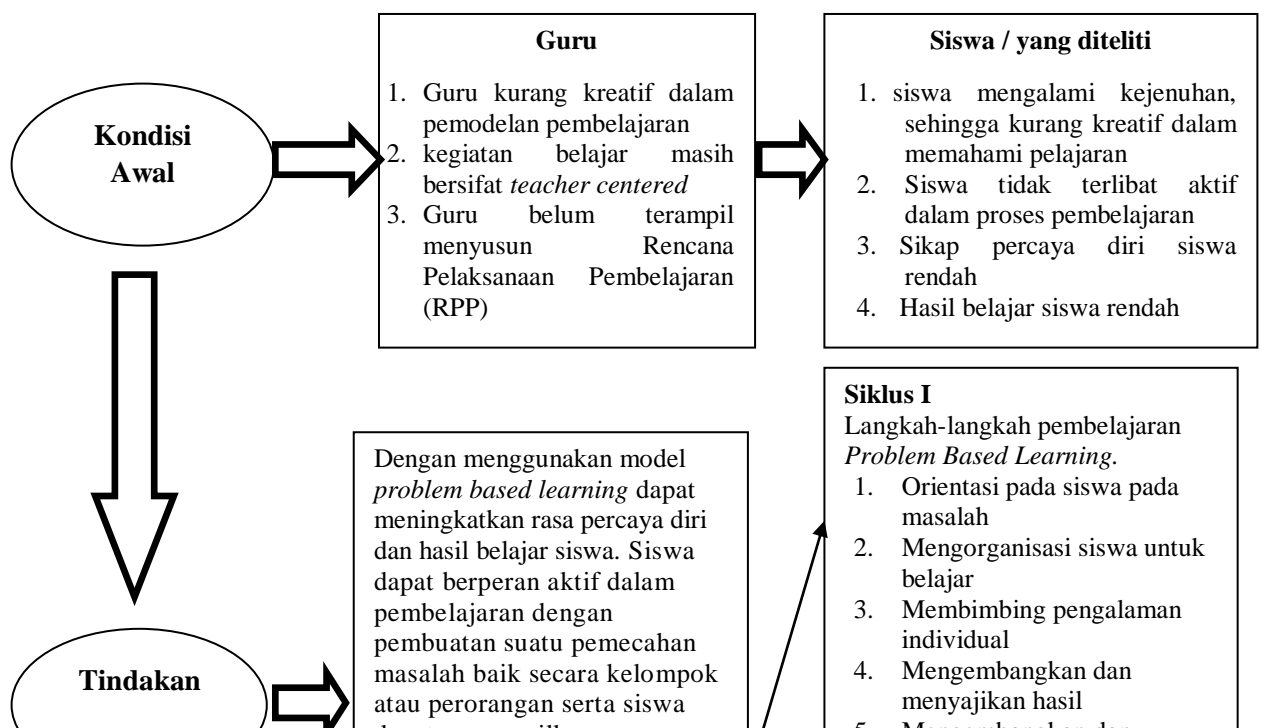 Kondisi
Awal
Guru
1. Guru kurang kreatif dalam
pemodelan pembelajaran
2. kegiatan belajar masih
bersifat teacher centered
3. Guru belum terampil
menyusun Rencana
Pelaksanaan Pembelajaran
(RPP)
Siswa / yang diteliti
1. siswa mengalami kejenuhan,
sehingga kurang kreatif dalam
memahami pelajaran
2. Siswa tidak terlibat aktif
dalam proses pembelajaran
3. Sikap percaya diri siswa
rendah
4. Hasil belajar siswa rendah
Tindakan
Dengan menggunakan model
problem based learning dapat
meningkatkan rasa percaya diri
dan hasil belajar siswa. Siswa
dapat berperan aktif dalam
pembelajaran dengan
pembuatan suatu pemecahan
masalah baik secara kelompok
atau perorangan serta siswa
Siklus I
Langkah-langkah pembelajaran
Problem Based Learning.
1. Orientasi pada siswa pada
masalah
2. Mengorganisasi siswa untuk
belajar
3. Membimbing pengalaman
individual
4. Mengembangkan dan
menyajikan hasil